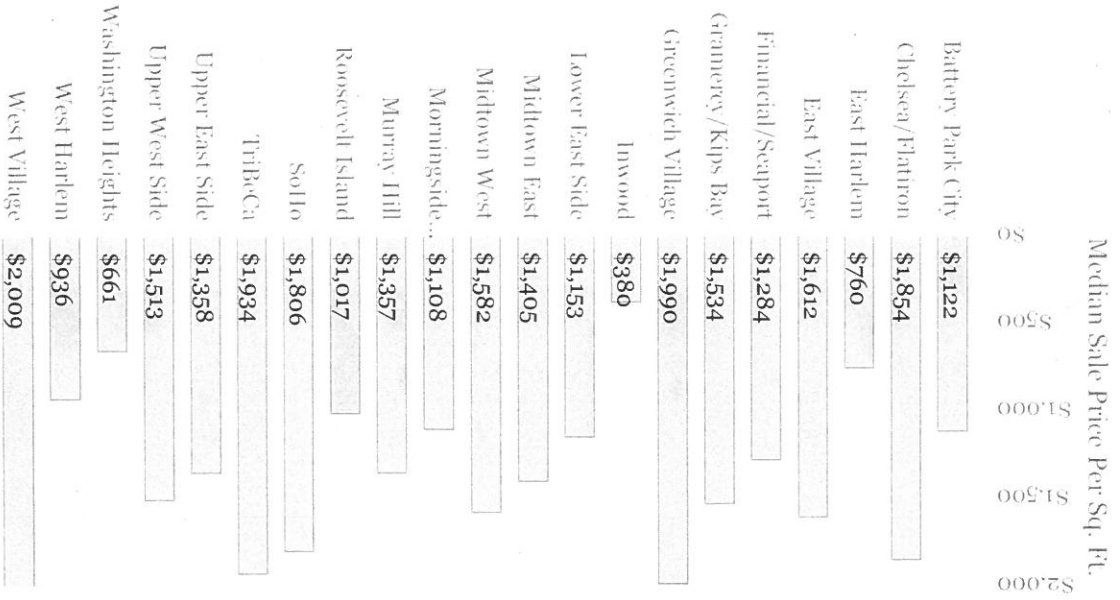 Median Sale Price Per Sq. Ft.
$0 $500 $1,000 $1,500 $2,000
Battery Park City $1,122
Chelsea/Flatiron $1,854
East Harlem $760
East Village $1,612
Financial/Seaport $1,284
Gramercy/Kips Bay $1,534
Greenwich Village $1,990
Inwood $380
Lower East Side $1,153
Midtown East $1,405
Midtown West $1,582
Morningside... $1,108
Murray Hill $1,357
Roosevelt Island $1,017
SoHo $1,806
TriBeCa $1,934
Upper East Side $1,358
Upper West Side $1,513
Washington Heights $661
West Harlem $936
West Village $2,009